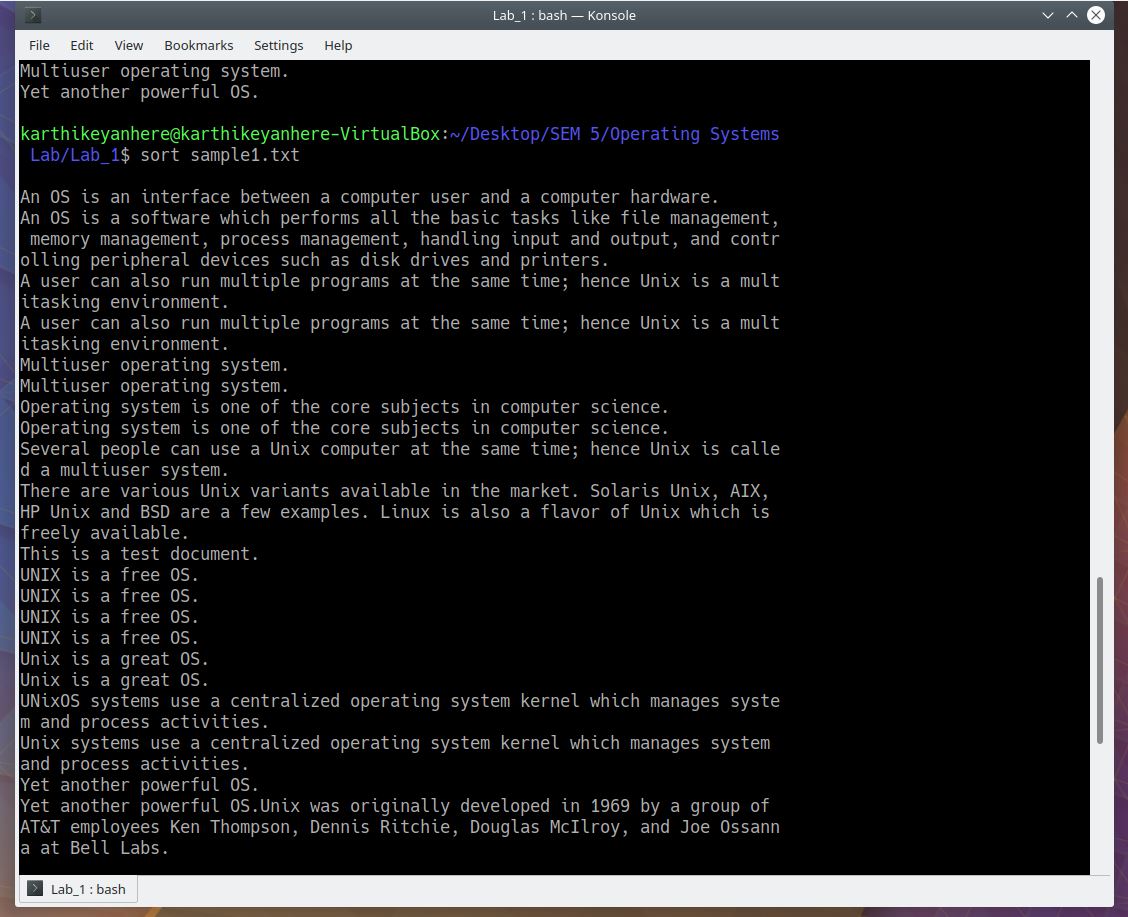 Lab_1 : bash — Konsole
File Edit View Bookmarks Settings Help
Multiuser operating system.
Yet another powerful OS.
karthikeyanhere@karthikeyanhere-VirtualBox:~/Desktop/SEM 5/Operating Systems
Lab/Lab_1$ sort sample1.txt
An OS is an interface between a computer user and a computer hardware.
An OS is a software which performs all the basic tasks like file management,
memory management, process management, handling input and output, and contr
olling peripheral devices such as disk drives and printers.
A user can also run multiple programs at the same time; hence Unix is a mult
itasking environment.
A user can also run multiple programs at the same time; hence Unix is a mult
itasking environment.
Multiuser operating system.
Multiuser operating system.
Operating system is one of the core subjects in computer science.
Operating system is one of the core subjects in computer science.
Several people can use a Unix computer at the same time; hence Unix is calle
d a multiuser system.
There are various Unix variants available in the market. Solaris Unix, AIX,
HP Unix and BSD are a few examples. Linux is also a flavor of Unix which is
freely available.
This is a test document.
UNIX is a free OS.
UNIX is a free OS.
UNIX is a free OS.
UNIX is a free OS.
Unix is a great OS.
Unix is a great OS.
UNixOS systems use a centralized operating system kernel which manages syste
m and process activities.
Unix systems use a centralized operating system kernel which manages system
and process activities.
Yet another powerful OS.
Yet another powerful OS.Unix was originally developed in 1969 by a group of
AT&T employees Ken Thompson, Dennis Ritchie, Douglas McIlroy, and Joe Ossann
a at Bell Labs.
Lab_1 : bash